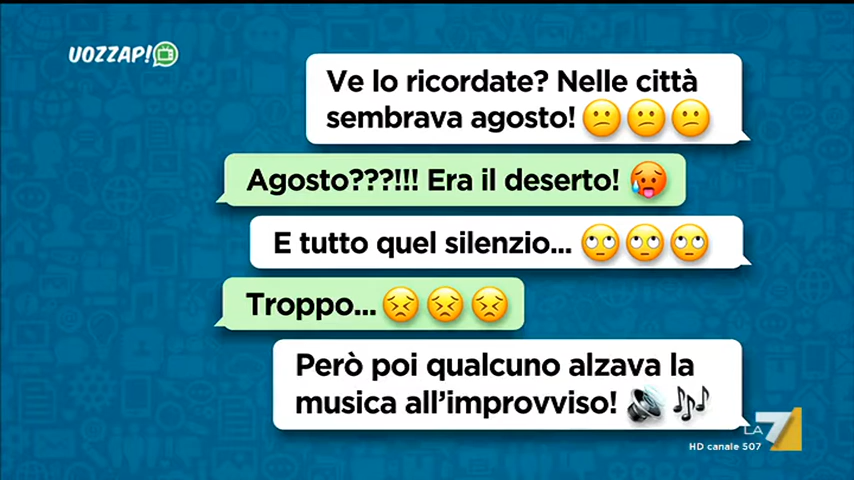 UOZZAP!
Ve lo ricordate? Nelle città
sembrava agosto! 😕😕😕
Agosto???!!! Era il deserto! 🥵
E tutto quel silenzio... 🙄🙄🙄
Troppo... 😣😣😣
Però poi qualcuno alzava la
musica all’improvviso! 🔊🎶
LA7
HD canale 507